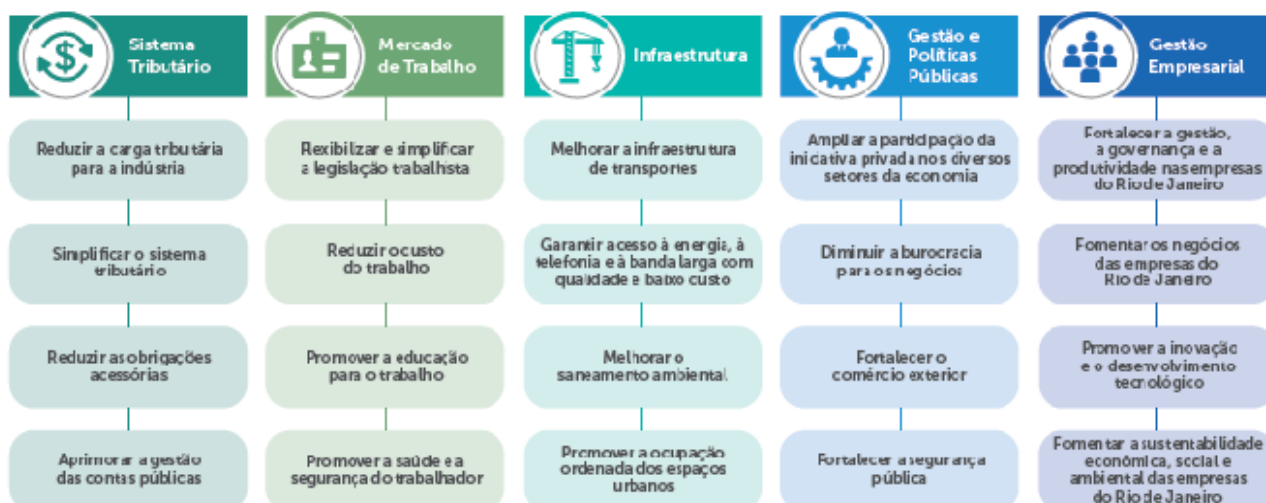 Sistema
Tributário
Reduzir a carga tributária
para a indústria
Simplificar o sistema
tributário
Reduzir as obrigações
acessórias
Aprimorar a gestão
das contas públicas
Mercado
de Trabalho
Flexibilizar e simplificar
a legislação trabalhista
Reduzir o custo
do trabalho
Promover a educação
para o trabalho
Promover a saúde e a
segurança do trabalhador
Infraestrutura
Melhorar a infraestrutura
de transportes
Garantir acesso à energia, à
telefonia e à banda larga com
qualidade e baixo custo
Melhorar o
saneamento ambiental
Promover a ocupação
ordenada dos espaços
urbanos
Gestão e
Políticas
Públicas
Ampliar a participação da
iniciativa privada nos diversos
setores da economia
Diminuir a burocracia
para os negócios
Fortalecer o
comércio exterior
Fortalecer a segurança
pública
Gestão
Empresarial
Fortalecer a gestão,
a governança e a
produtividade nas empresas
do Rio de Janeiro
Fomentar os negócios
das empresas do
Rio de Janeiro
Promover a inovação
e o desenvolvimento
tecnológico
Fomentar a sustentabilidade
econômica, social e
ambiental das empresas
do Rio de Janeiro